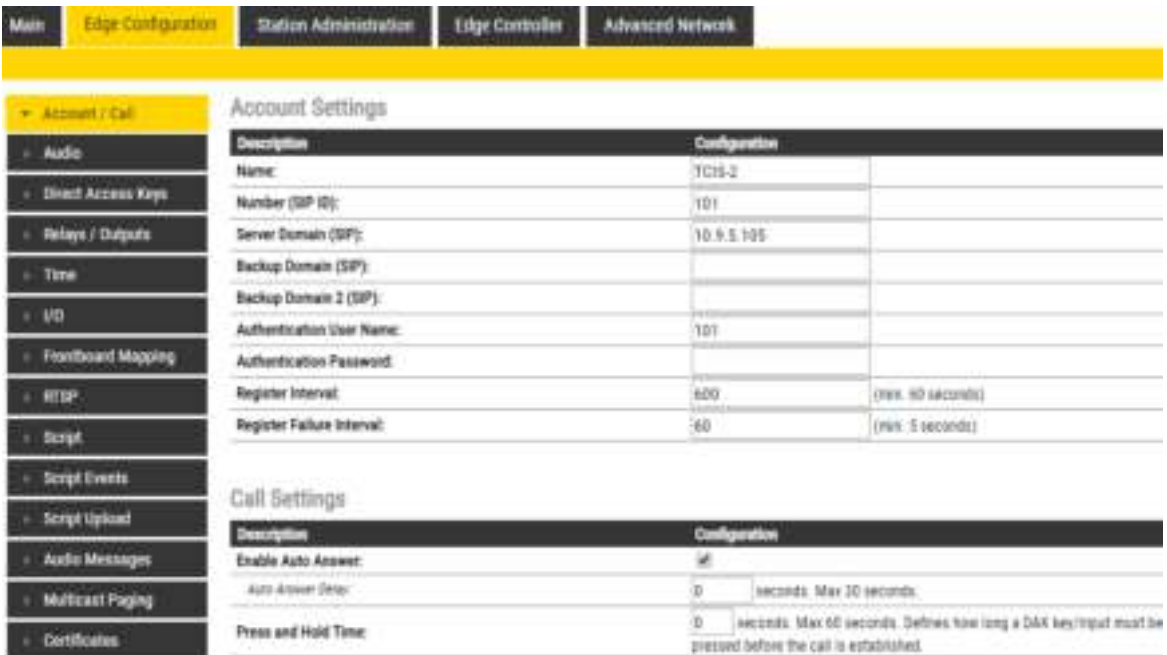 Main Edge Configuration Station Administration Edge Controller Advanced Network
Account / Call
Audio
Direct Access Keys
Relays / Outputs
Time
I/O
Frontboard Mapping
RTSP
Script
Script Events
Script Upload
Audio Messages
Multicast Paging
Certificates
Account Settings
Description Configuration
Name: TCIS-2
Number (SIP ID): 101
Server Domain (SIP): 10.9.5.105
Backup Domain (SIP):
Backup Domain 2 (SIP):
Authentication User Name: 101
Authentication Password:
Register Interval: 600 (min. 60 seconds)
Register Failure Interval: 60 (min. 5 seconds)
Call Settings
Description Configuration
Enable Auto Answer:
Auto Answer Delay: 0 seconds. Max 30 seconds.
Press and Hold Time: 0 seconds. Max 60 seconds. Defines how long a DAK key/input must be
pressed before the call is established.